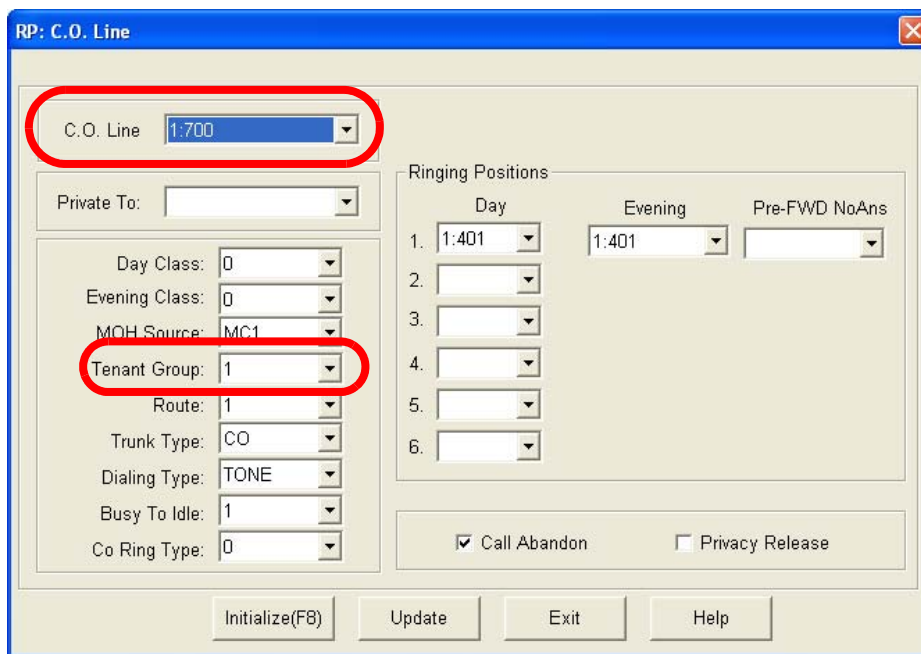 RP: C.O. Line
C.O. Line 1:700
Private To:
Day Class: 0
Evening Class: 0
MOH Source: MC1
Tenant Group: 1
Route: 1
Trunk Type: CO
Dialing Type: TONE
Busy To Idle: 1
Co Ring Type: 0
Ringing Positions
Day Evening Pre-FWD NoAns
1. 1:401 1:401
2.
3.
4.
5.
6.
Call Abandon Privacy Release
Initialize(F8) Update Exit Help